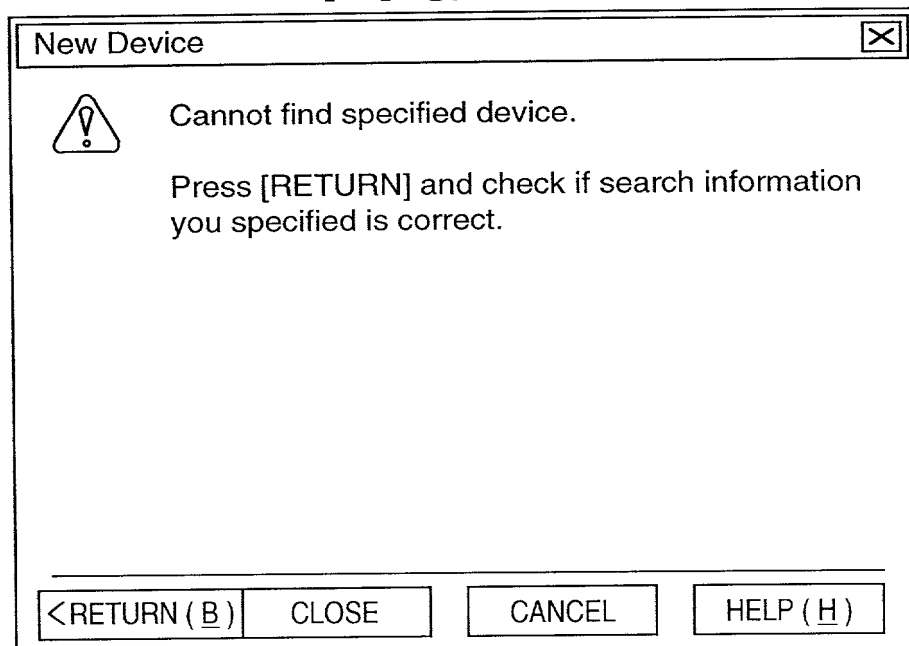 New Device
Cannot find specified device.
Press [RETURN] and check if search information
you specified is correct.
<RETURN ( B ) CLOSE CANCEL HELP ( H )